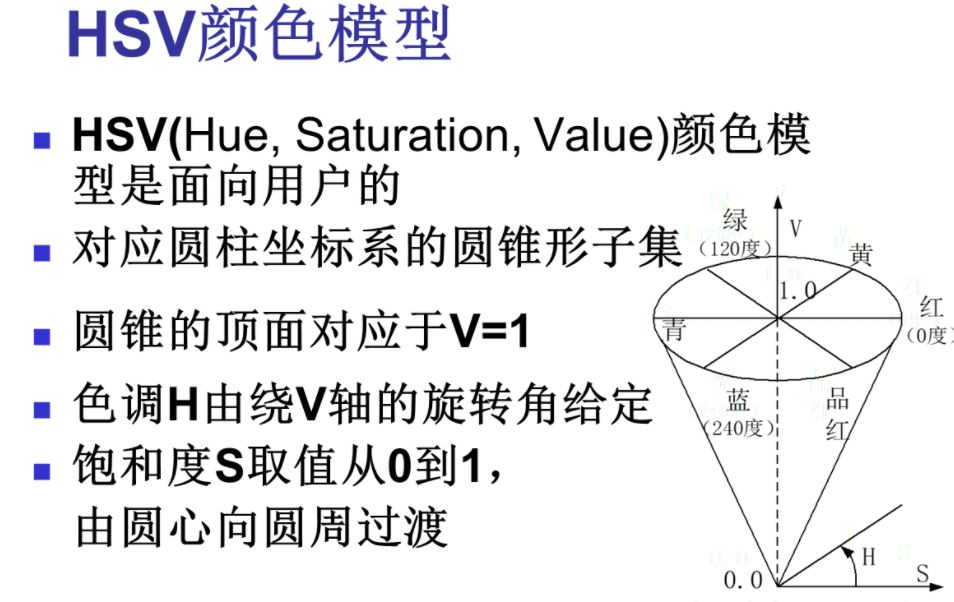 HSV颜色模型
HSV(Hue, Saturation, Value)颜色模
型是面向用户的
对应圆柱坐标系的圆锥形子集
圆锥的顶面对应于V=1
色调H由绕V轴的旋转角给定
饱和度S取值从0到1，
由圆心向圆周过渡
V
绿
(120度)
黄
1.0
红
(0度)
青
蓝
(240度)
品
红
H
0.0
S